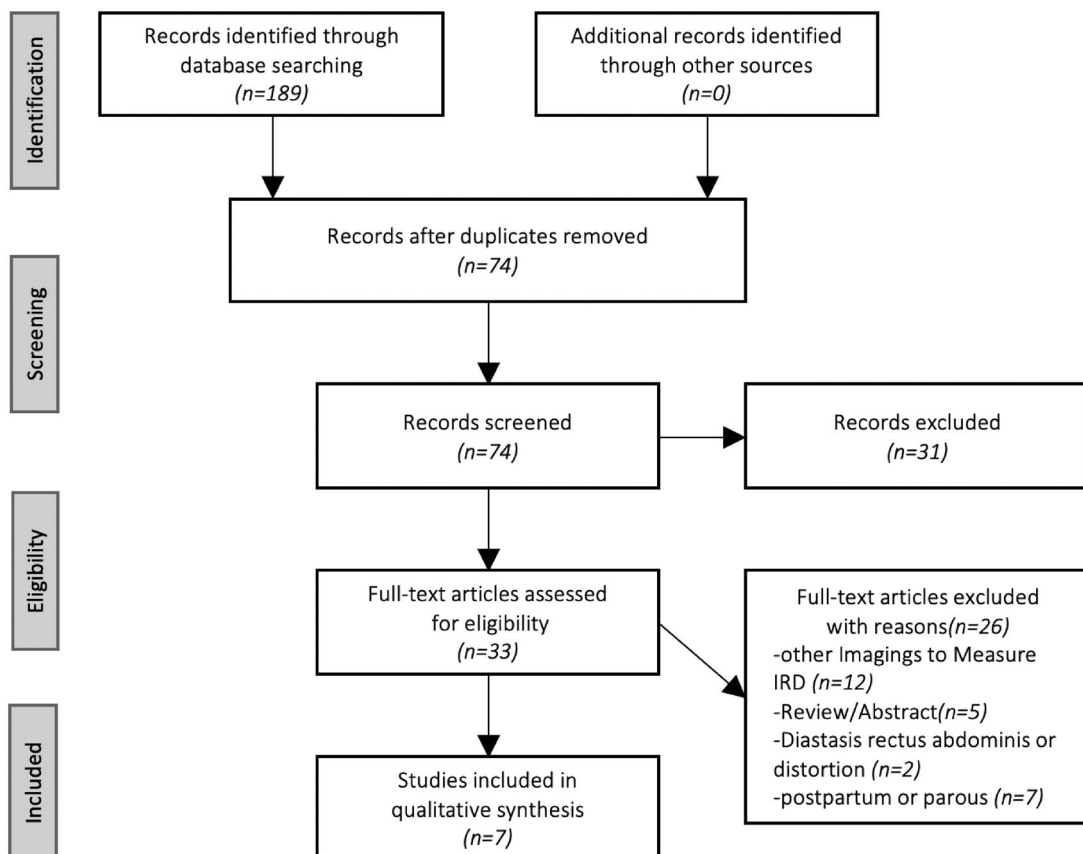 Identification
Records identified through
database searching
(n=189)
Additional records identified
through other sources
(n=0)
Records after duplicates removed
(n=74)
Screening
Records screened
(n=74)
Records excluded
(n=31)
Eligibility
Full-text articles assessed
for eligibility
(n=33)
Full-text articles excluded
with reasons(n=26)
-other Imagings to Measure
IRD (n=12)
-Review/Abstract(n=5)
-Diastasis rectus abdominis or
distortion (n=2)
-postpartum or parous (n=7)
Included
Studies included in
qualitative synthesis
(n=7)